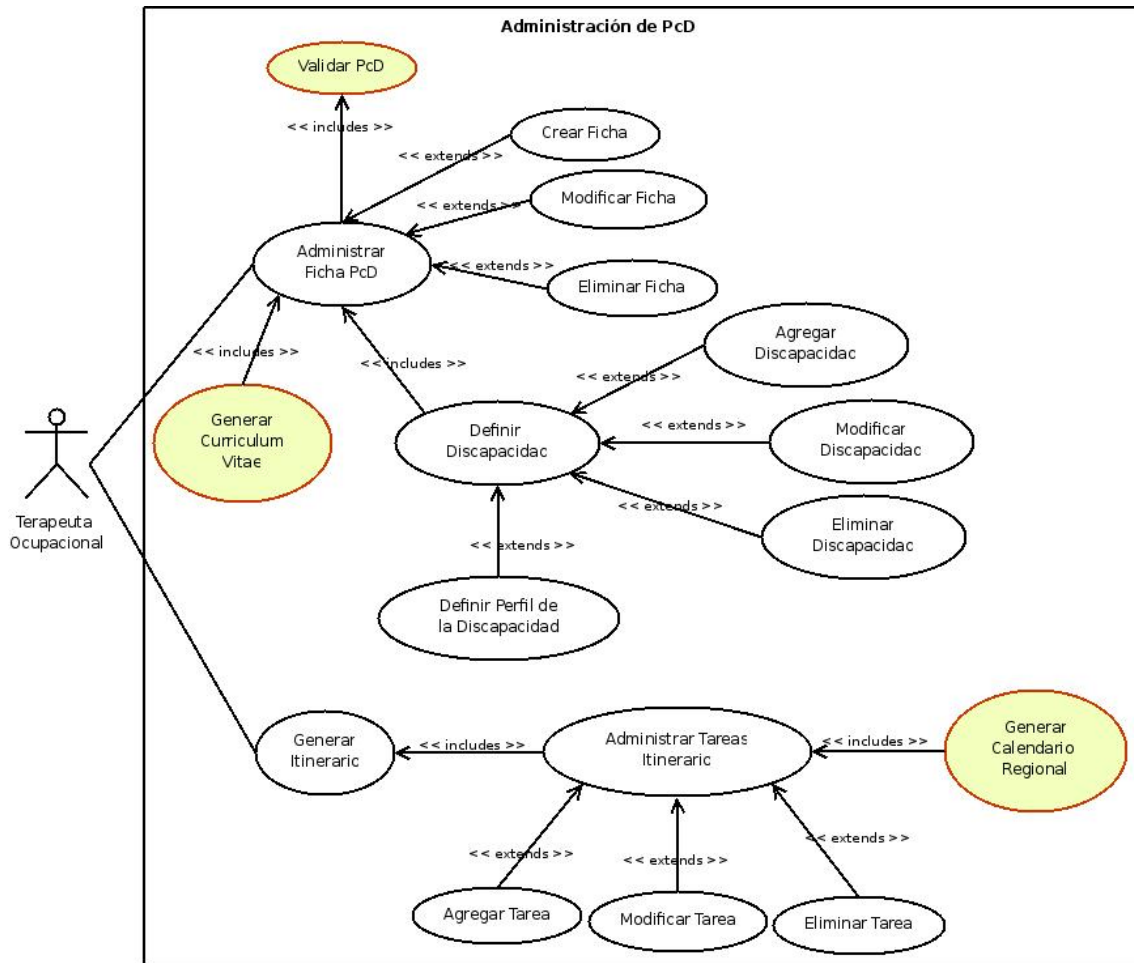 Administración de PcD
Validar PcD
<< includes >>
Crear Ficha
<< extends >>
Modificar Ficha
<< extends >>
Administrar
Ficha PcD
<< extends >>
Eliminar Ficha
<< includes >>
<< includes >>
Agregar
Discapacidac
<< extends >>
Generar
Curriculum
Vitae
Definir
Discapacidac
<< extends >>
Modificar
Discapacidac
<< extends >>
Eliminar
Discapacidac
Terapeuta
Ocupacional
<< extends >>
Definir Perfil de
la Discapacidad
Generar
Itineraric
<< includes >>
Administrar Tareas
Itineraric
<< includes >>
Generar
Calendario
Regional
<< extends >>
<< extends >>
<< extends >>
Agregar Tarea
Modificar Tarea
Eliminar Tarea